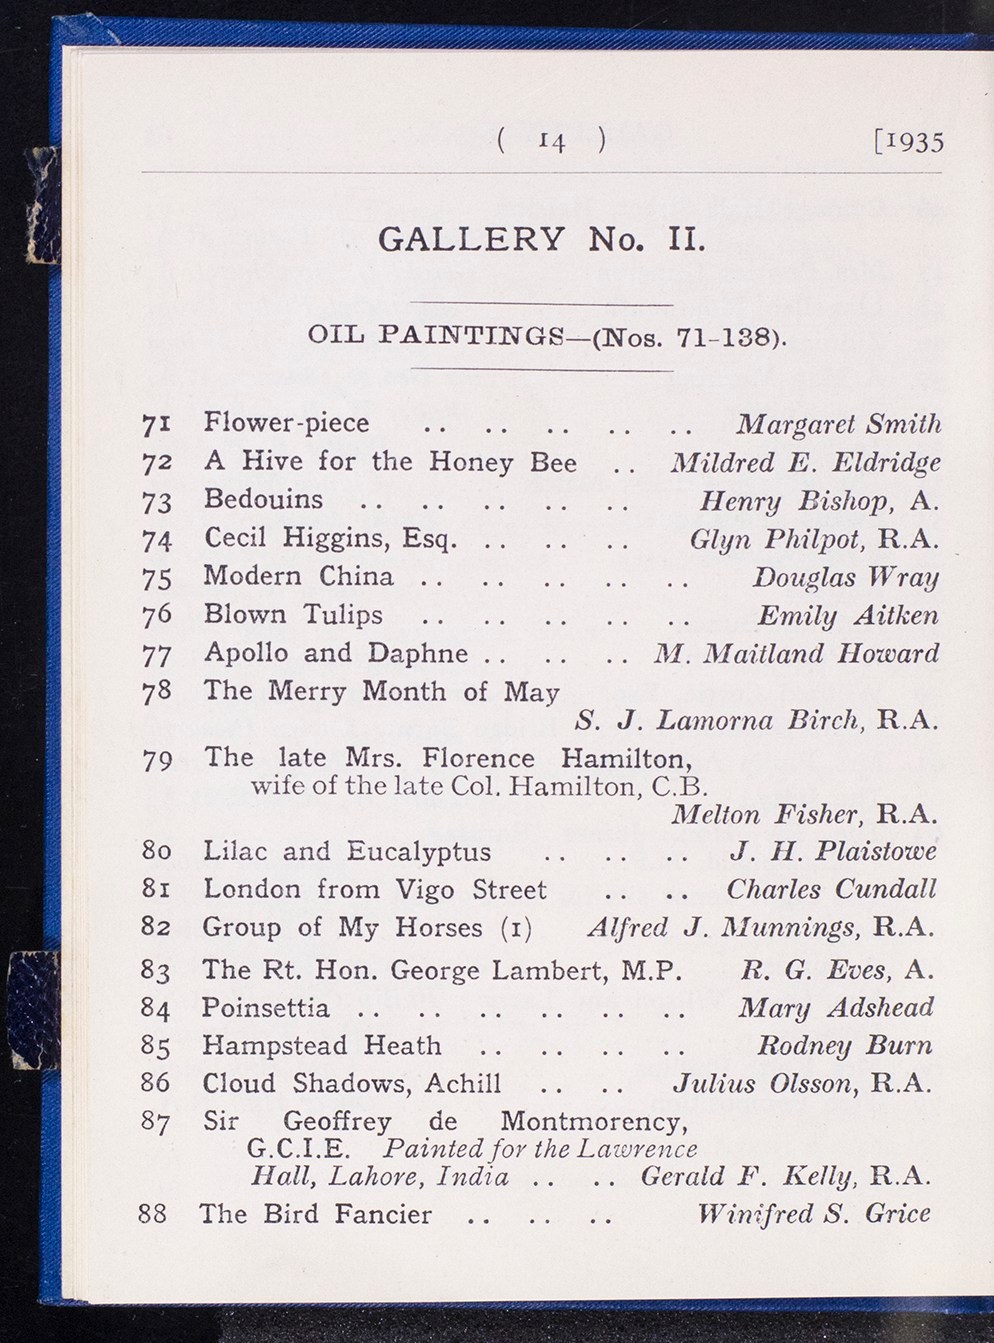 ( 14 ) [1935
GALLERY No. II.
OIL PAINTINGS—(Nos. 71-138).
71 Flower-piece .. .. .. .. .. Margaret Smith
72 A Hive for the Honey Bee .. Mildred E. Eldridge
73 Bedouins .. .. .. .. .. Henry Bishop, A.
74 Cecil Higgins, Esq. .. .. .. Glyn Philpot, R.A.
75 Modern China .. .. .. .. .. Douglas Wray
76 Blown Tulips .. .. .. .. .. Emily Aitken
77 Apollo and Daphne .. .. .. M. Maitland Howard
78 The Merry Month of May
S. J. Lamorna Birch, R.A.
79 The late Mrs. Florence Hamilton,
wife of the late Col. Hamilton, C.B.
Melton Fisher, R.A.
80 Lilac and Eucalyptus .. .. .. J. H. Plaistowe
81 London from Vigo Street .. .. Charles Cundall
82 Group of My Horses (1) Alfred J. Munnings, R.A.
83 The Rt. Hon. George Lambert, M.P. R. G. Eves, A.
84 Poinsettia .. .. .. .. .. .. Mary Adshead
85 Hampstead Heath .. .. .. .. Rodney Burn
86 Cloud Shadows, Achill .. .. Julius Olsson, R.A.
87 Sir Geoffrey de Montmorency,
G.C.I.E. Painted for the Lawrence
Hall, Lahore, India .. .. Gerald F. Kelly, R.A.
88 The Bird Fancier .. .. .. Winifred S. Grice